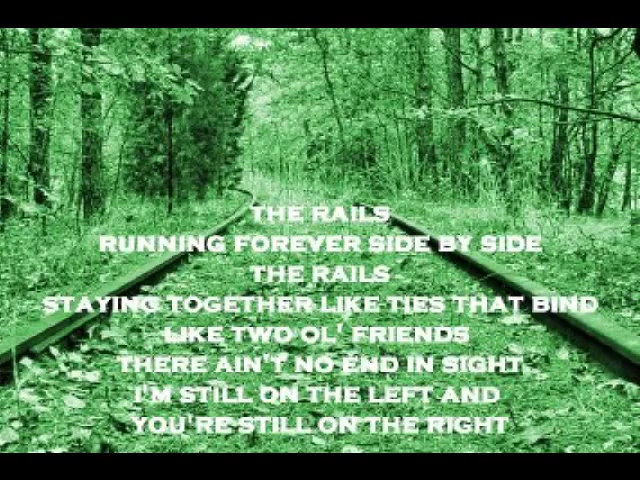 THE RAILS
RUNNING FOREVER SIDE BY SIDE
THE RAILS
STAYING TOGETHER LIKE TIES THAT BIND
LIKE TWO OL' FRIENDS
THERE AIN'T NO END IN SIGHT
I'M STILL ON THE LEFT AND
YOU'RE STILL ON THE RIGHT